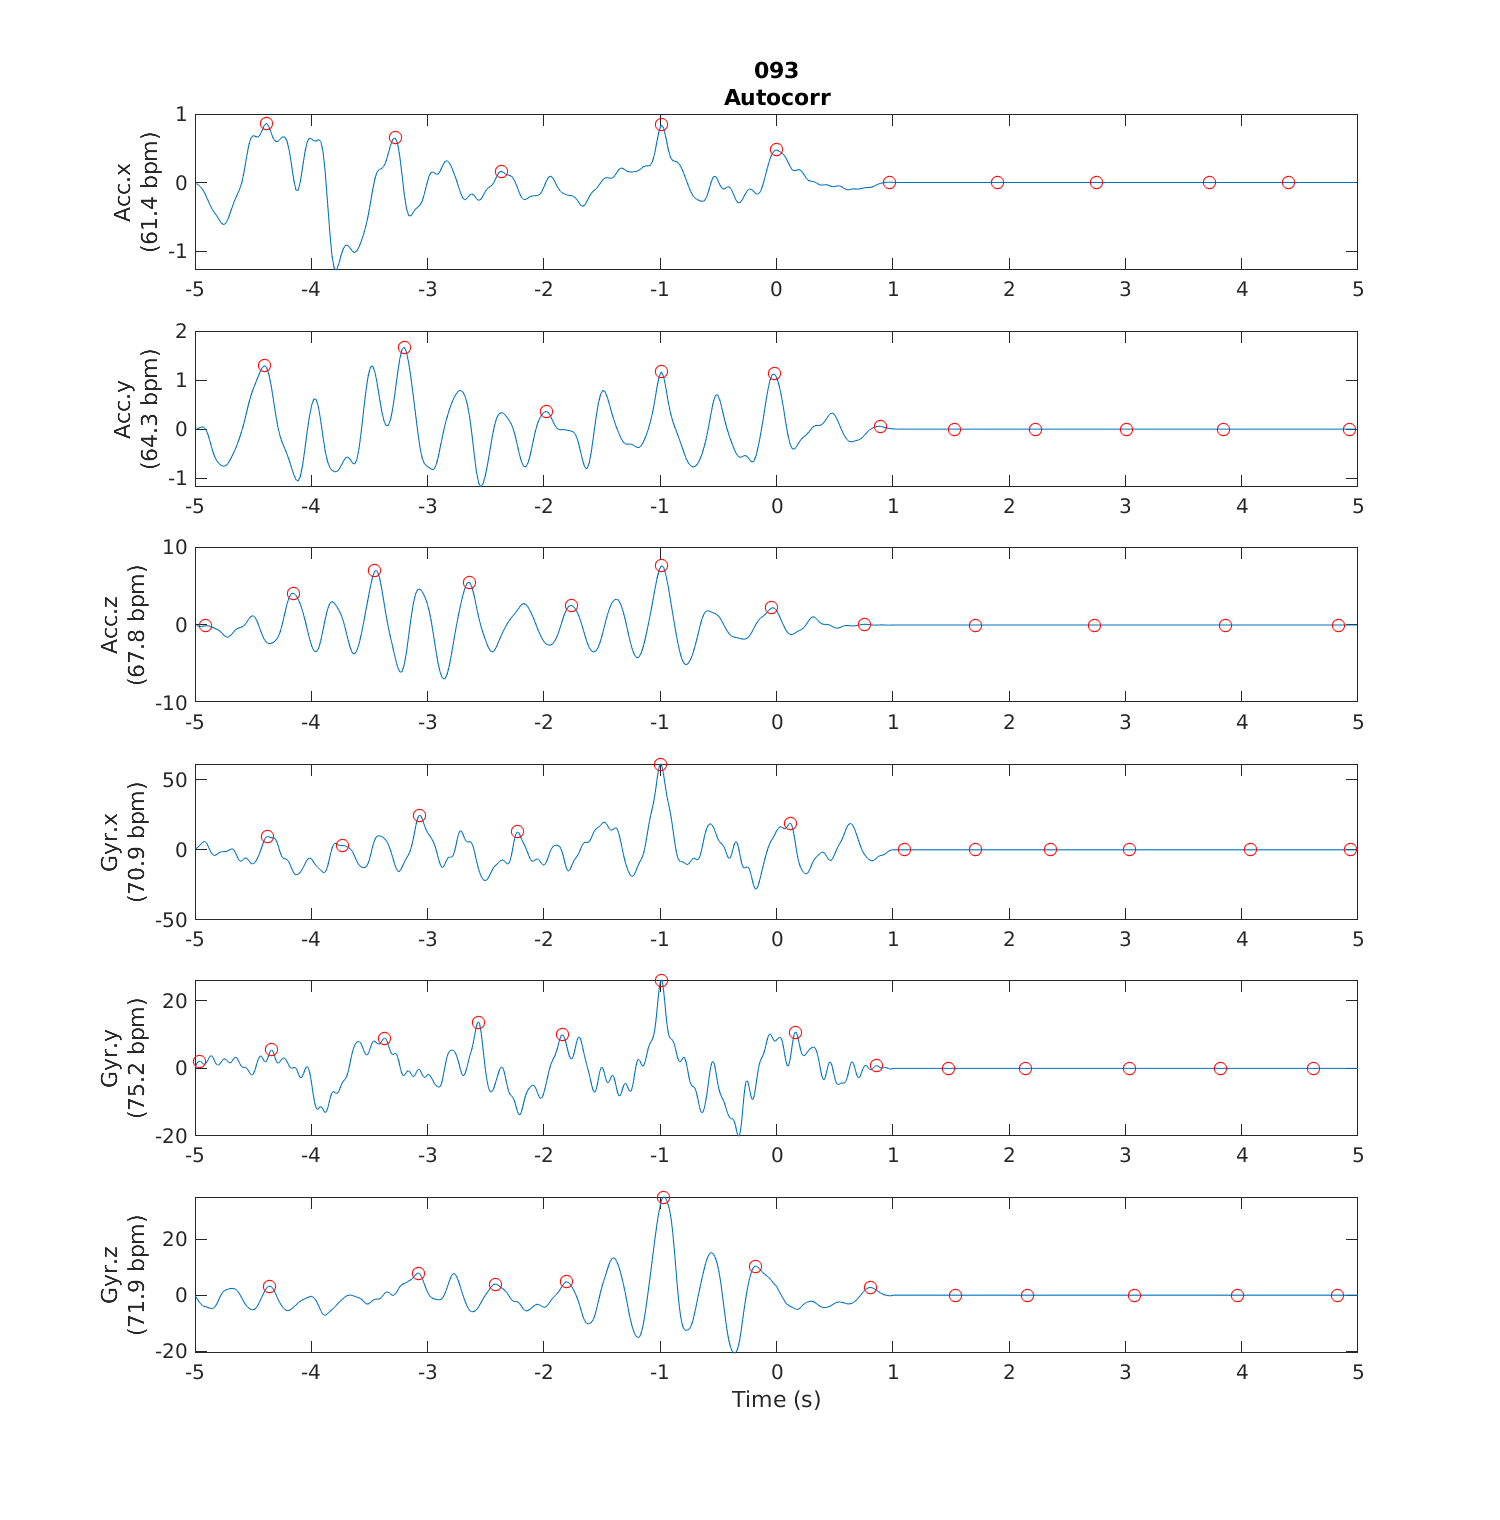 093
Autocorr
Acc.x
(61.4 bpm)
1
0
-1
-5 -4 -3 -2 -1 0 1 2 3 4 5
Acc.y
(64.3 bpm)
2
1
0
-1
-5 -4 -3 -2 -1 0 1 2 3 4 5
Acc.z
(67.8 bpm)
10
0
-10
-5 -4 -3 -2 -1 0 1 2 3 4 5
Gyr.x
(70.9 bpm)
50
0
-50
-5 -4 -3 -2 -1 0 1 2 3 4 5
Gyr.y
(75.2 bpm)
20
0
-20
-5 -4 -3 -2 -1 0 1 2 3 4 5
Gyr.z
(71.9 bpm)
20
0
-20
-5 -4 -3 -2 -1 0 1 2 3 4 5
Time (s)